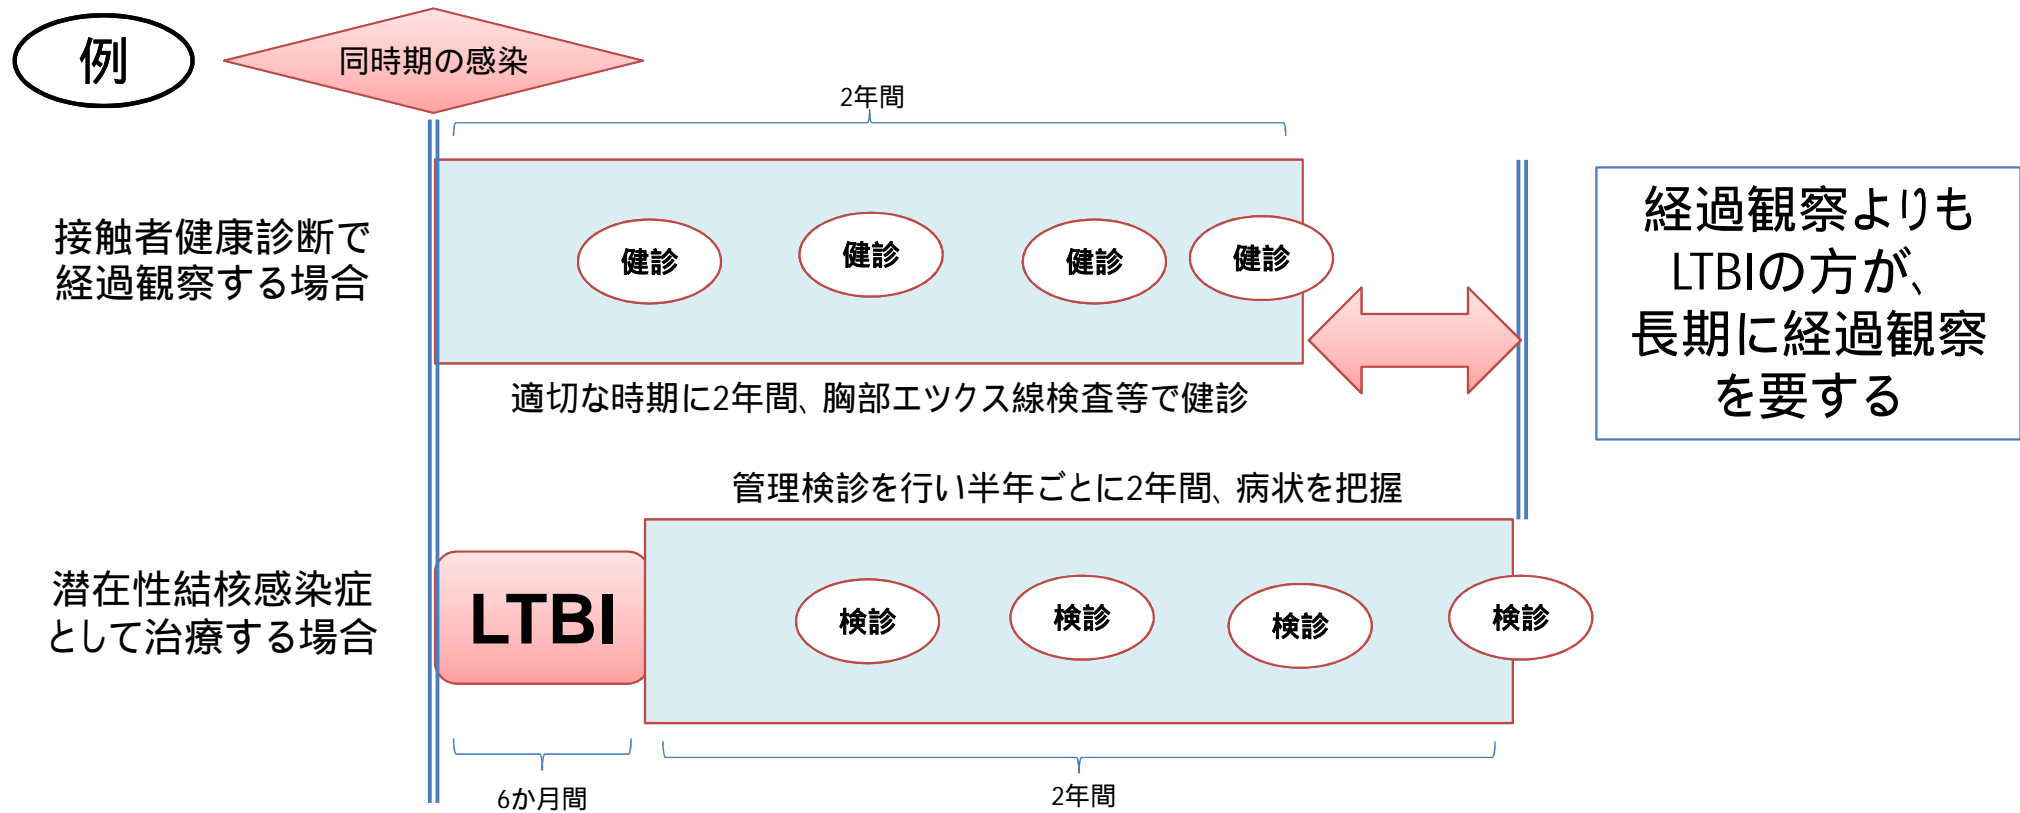 例
同時期の感染
2年間
接触者健康診断で
経過観察する場合
健診
健診
健診
健診
経過観察よりも
LTBIの方が、
長期に経過観察
を要する
適切な時期に2年間、胸部エツクス線検査等で健診
管理検診を行い半年ごとに2年間、病状を把握
潜在性結核感染症
として治療する場合
LTBI
検診
検診
検診
検診
6か月間
2年間